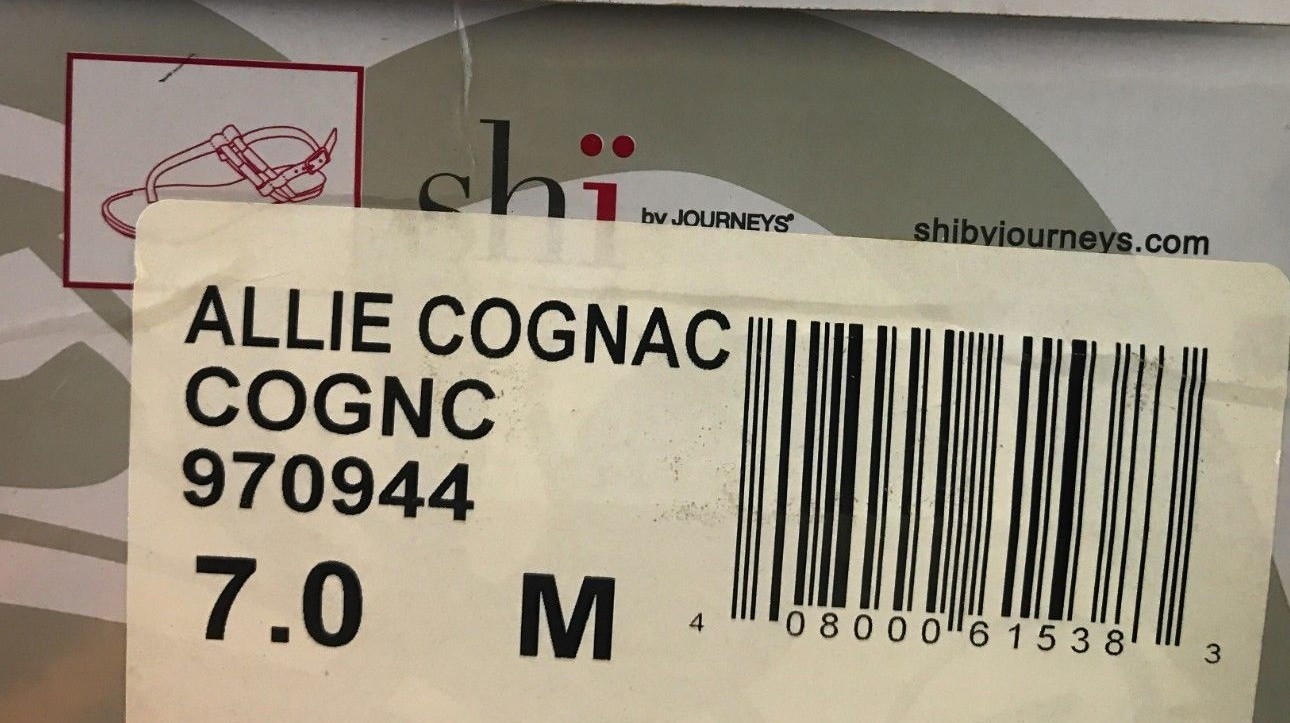 shï by JOURNEYS®
shibyjourneys.com
ALLIE COGNAC
COGNC
970944
7.0 M
4 08000 61538 3